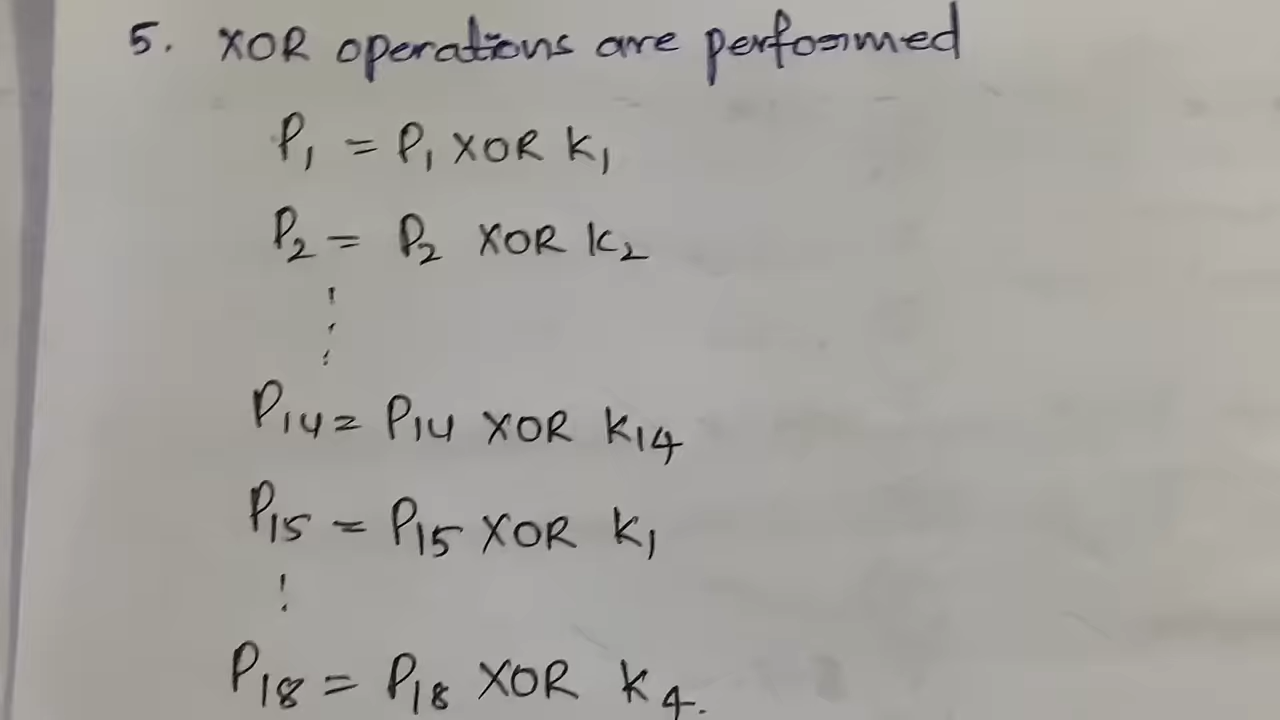 5. XOR operations are performed
P1 = P1 XOR K1
P2 = P2 XOR K2
⋮
P14 = P14 XOR K14
P15 = P15 XOR K1
⋮
P18 = P18 XOR K4.